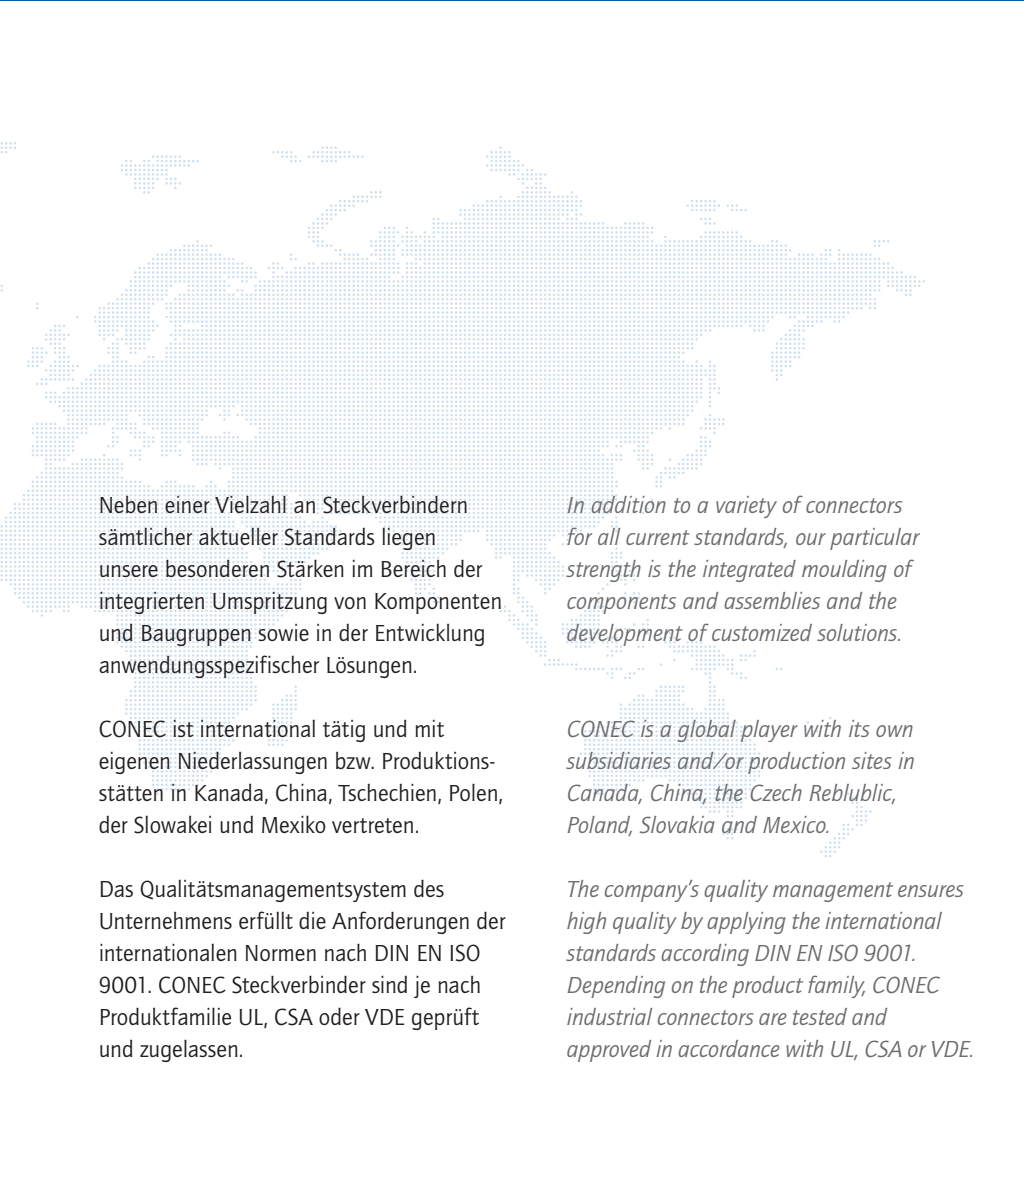 Neben einer Vielzahl an Steckverbindern
sämtlicher aktueller Standards liegen
unsere besonderen Stärken im Bereich der
integrierten Umspritzung von Komponenten
und Baugruppen sowie in der Entwicklung
anwendungsspezifischer Lösungen.

CONEC ist international tätig und mit
eigenen Niederlassungen bzw. Produktions-
stätten in Kanada, China, Tschechien, Polen,
der Slowakei und Mexiko vertreten.

Das Qualitätsmanagementsystem des
Unternehmens erfüllt die Anforderungen der
internationalen Normen nach DIN EN ISO
9001. CONEC Steckverbinder sind je nach
Produktfamilie UL, CSA oder VDE geprüft
und zugelassen.

In addition to a variety of connectors
for all current standards, our particular
strength is the integrated moulding of
components and assemblies and the
development of customized solutions.

CONEC is a global player with its own
subsidiaries and/or production sites in
Canada, China, the Czech Reblublic,
Poland, Slovakia and Mexico.

The company's quality management ensures
high quality by applying the international
standards according DIN EN ISO 9001.
Depending on the product family, CONEC
industrial connectors are tested and
approved in accordance with UL, CSA or VDE.